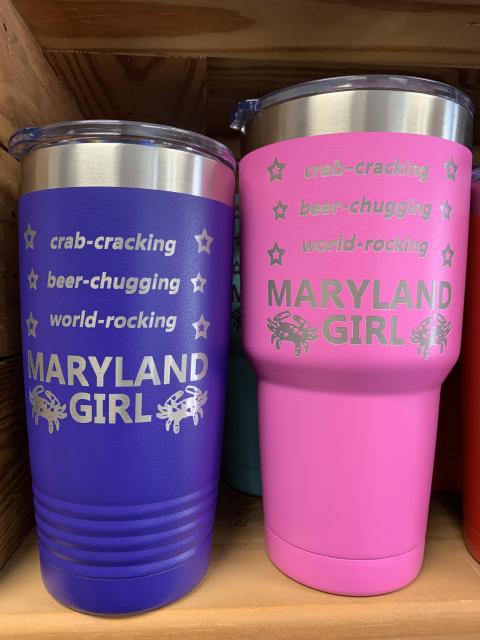 crab-cracking
beer-chugging
world-rocking
MARYLAND
GIRL
crab-cracking
beer-chugging
world-rocking
MARYLAND
GIRL